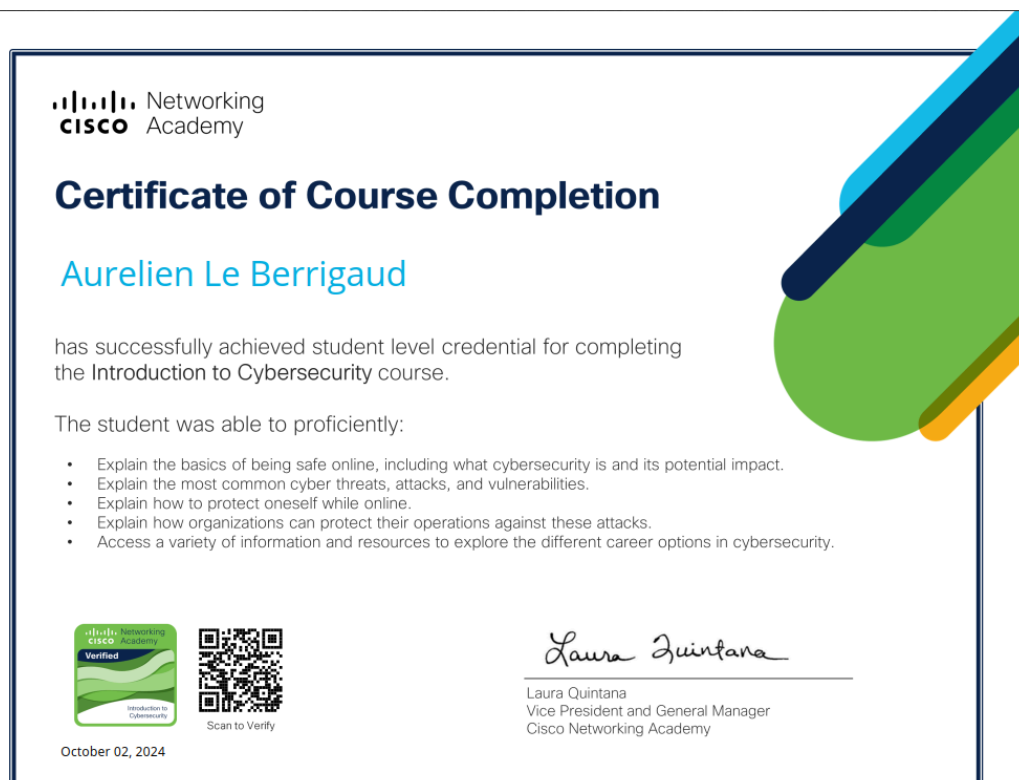 Networking
CISCO Academy
Certificate of Course Completion
Aurelien Le Berrigaud
has successfully achieved student level credential for completing
the Introduction to Cybersecurity course.
The student was able to proficiently:
• Explain the basics of being safe online, including what cybersecurity is and its potential impact.
• Explain the most common cyber threats, attacks, and vulnerabilities.
• Explain how to protect oneself while online.
• Explain how organizations can protect their operations against these attacks.
• Access a variety of information and resources to explore the different career options in cybersecurity.
Networking
CISCO Academy
Verified
Introduction to
Cybersecurity
Scan to Verify
October 02, 2024
Laura Quintana
Laura Quintana
Vice President and General Manager
Cisco Networking Academy